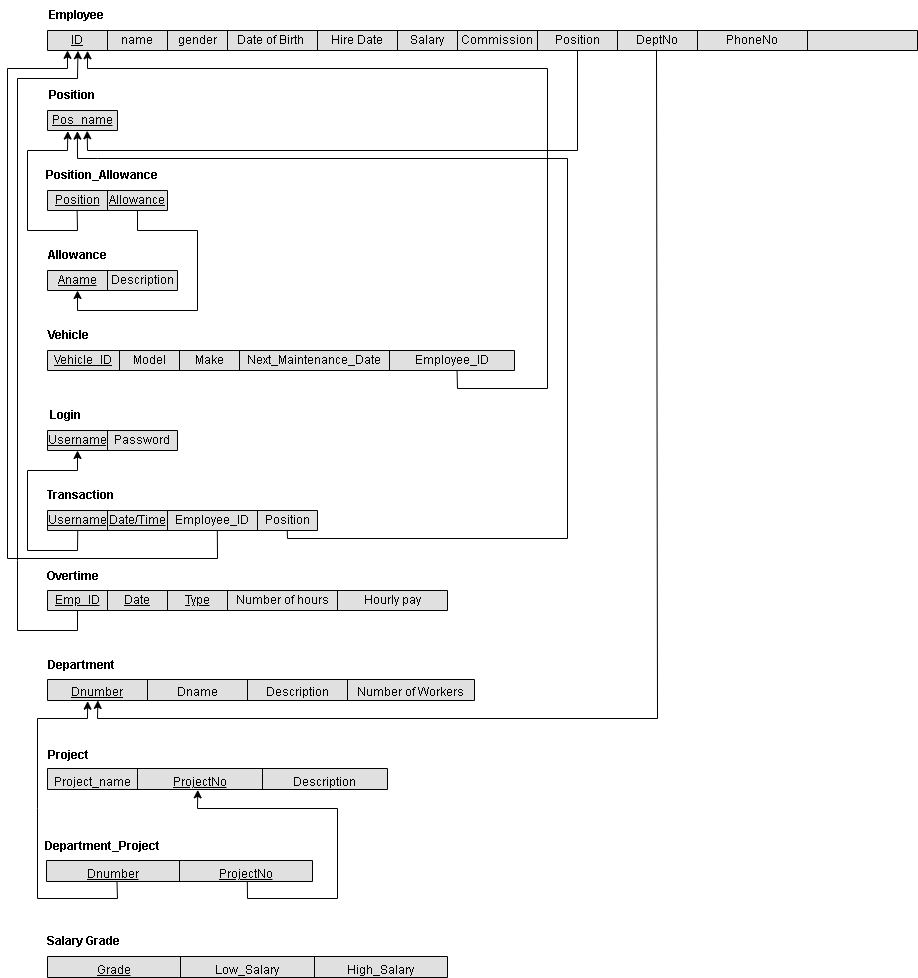 Employee
ID name gender Date of Birth Hire Date Salary Commission Position DeptNo PhoneNo
Position
Pos_name
Position_Allowance
Position Allowance
Allowance
Aname Description
Vehicle
Vehicle_ID Model Make Next_Maintenance_Date Employee_ID
Login
Username Password
Transaction
Username Date/Time Employee_ID Position
Overtime
Emp_ID Date Type Number of hours Hourly pay
Department
Dnumber Dname Description Number of Workers
Project
Project_name ProjectNo Description
Department_Project
Dnumber ProjectNo
Salary Grade
Grade Low_Salary High_Salary